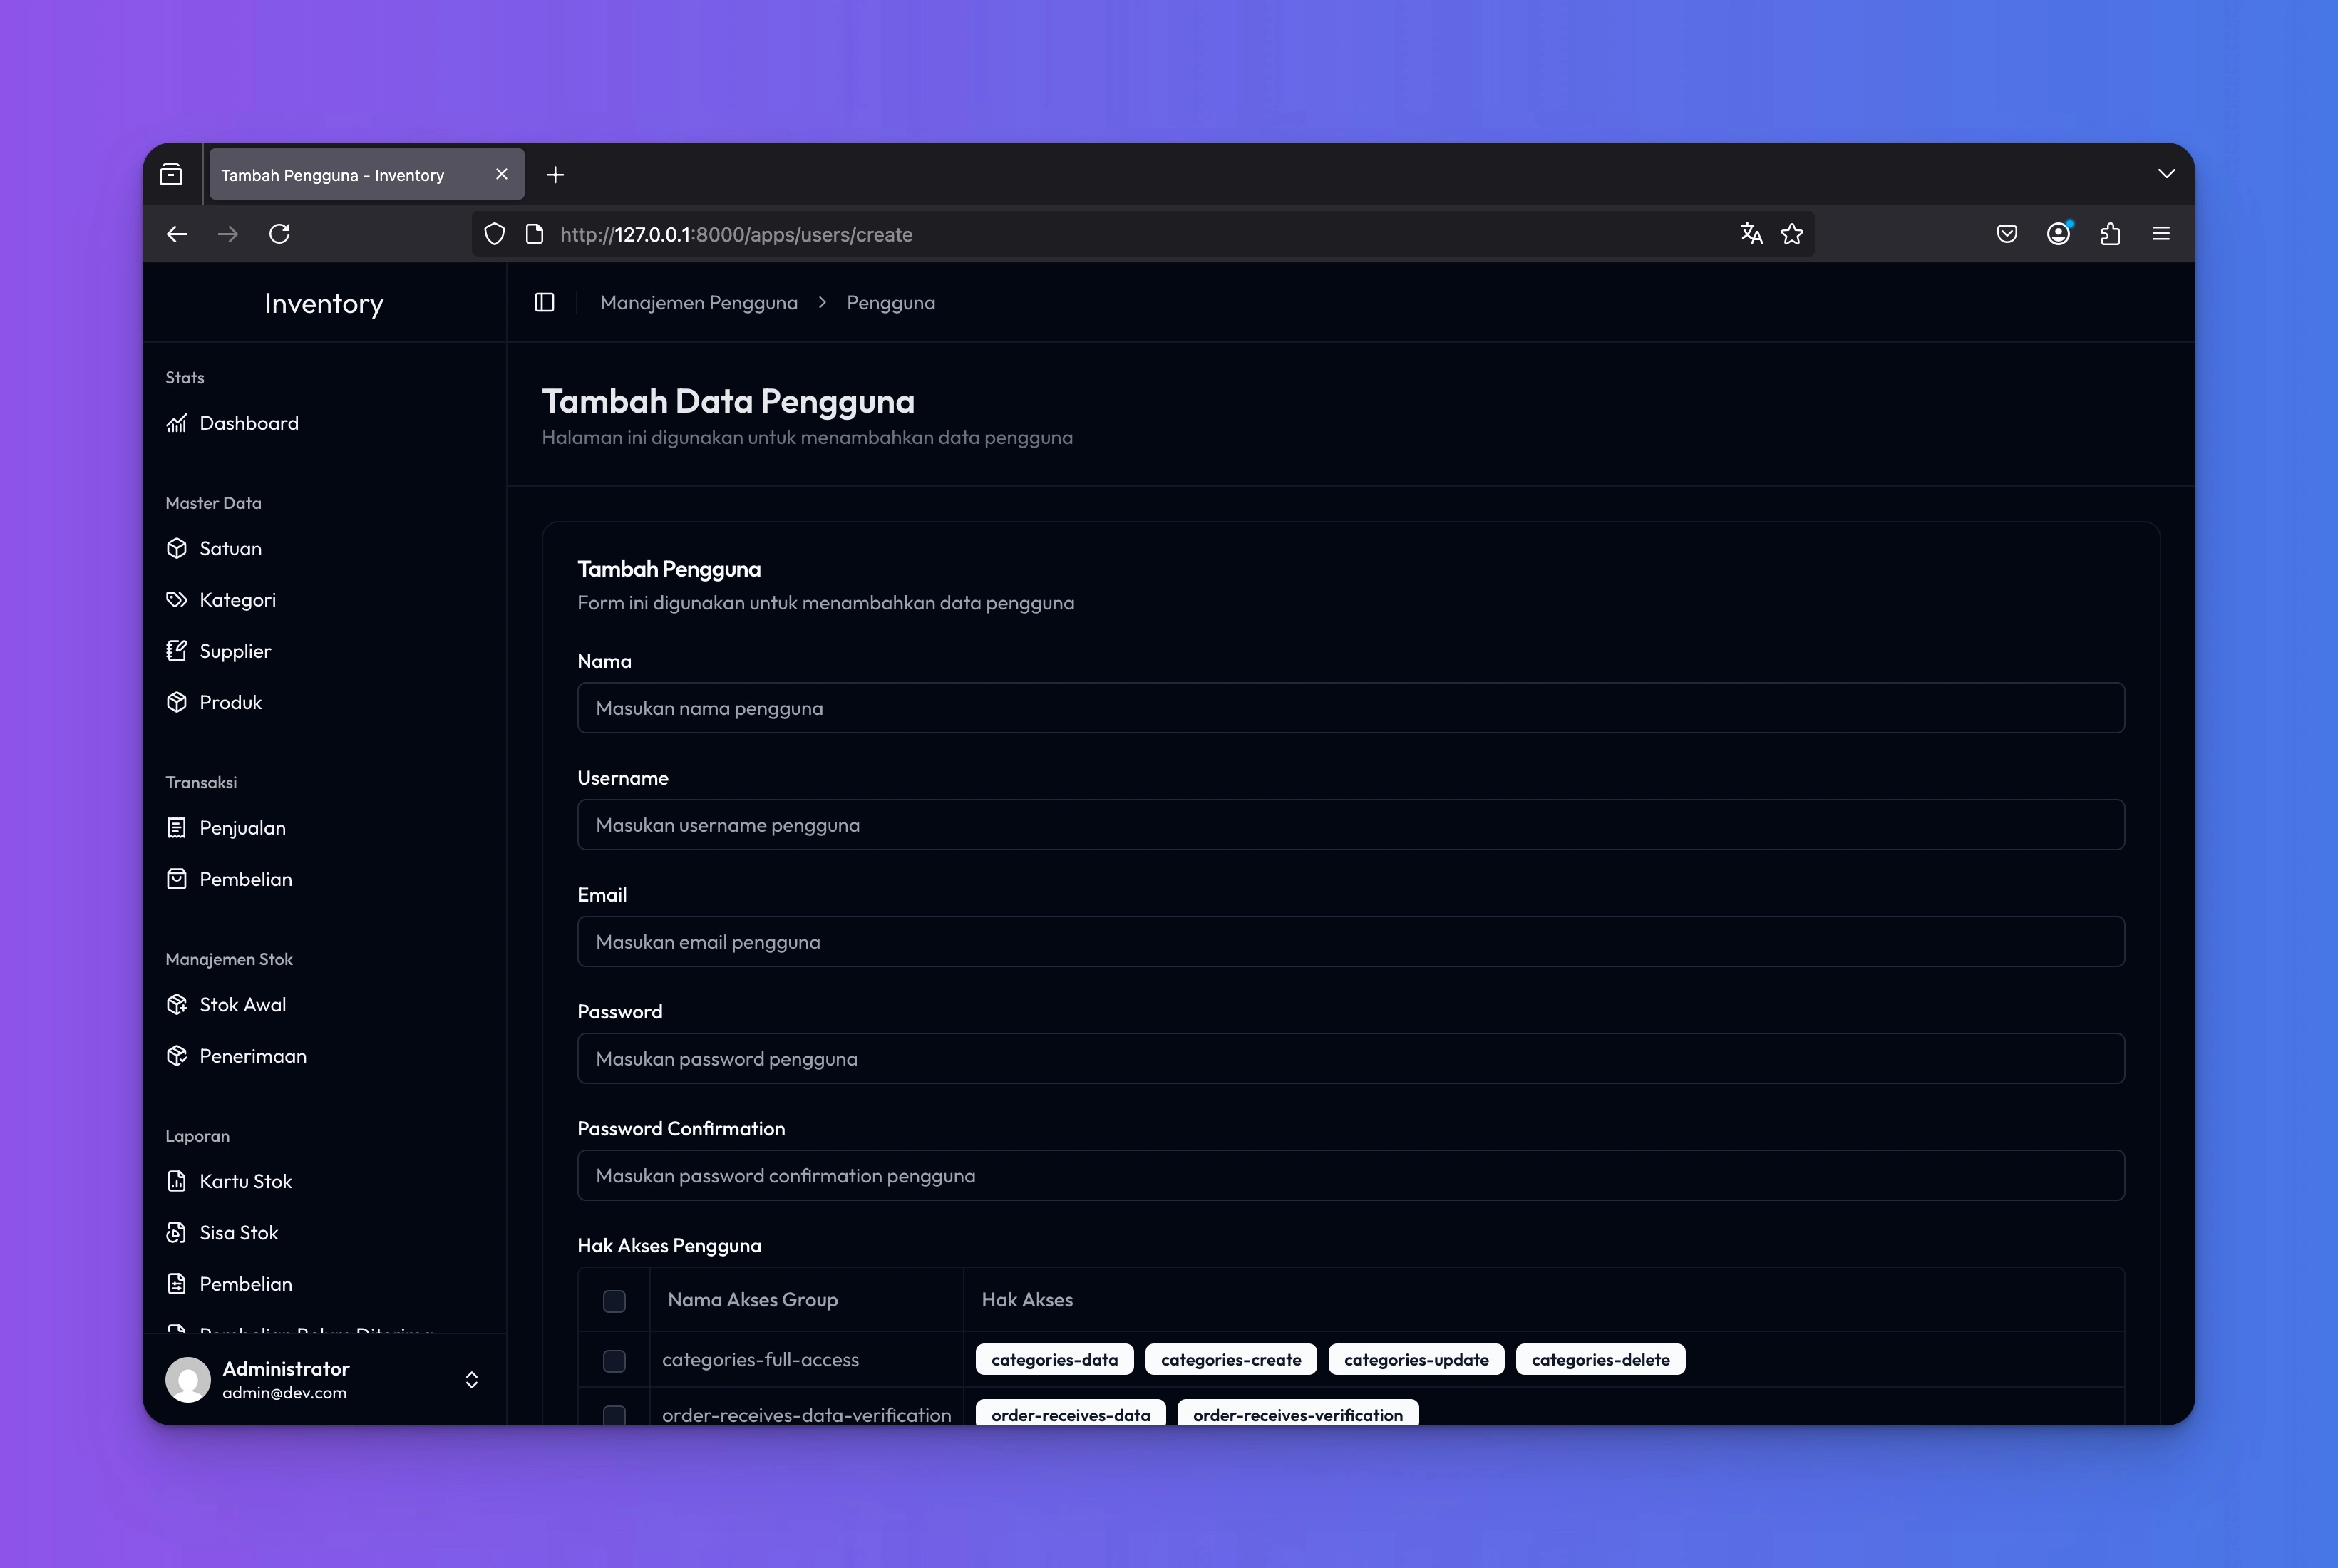 Tambah Pengguna - Inventory
http://127.0.0.1:8000/apps/users/create
Inventory
Manajemen Pengguna
Pengguna
Stats
Dashboard
Master Data
Satuan
Kategori
Supplier
Produk
Transaksi
Penjualan
Pembelian
Manajemen Stok
Stok Awal
Penerimaan
Laporan
Kartu Stok
Sisa Stok
Pembelian
Pembelian Belum Diterima
Administrator
admin@dev.com
Tambah Data Pengguna
Halaman ini digunakan untuk menambahkan data pengguna
Tambah Pengguna
Form ini digunakan untuk menambahkan data pengguna
Nama
Masukan nama pengguna
Username
Masukan username pengguna
Email
Masukan email pengguna
Password
Masukan password pengguna
Password Confirmation
Masukan password confirmation pengguna
Hak Akses Pengguna
Nama Akses Group Hak Akses
categories-full-access categories-data categories-create categories-update categories-delete
order-receives-data-verification order-receives-data order-receives-verification